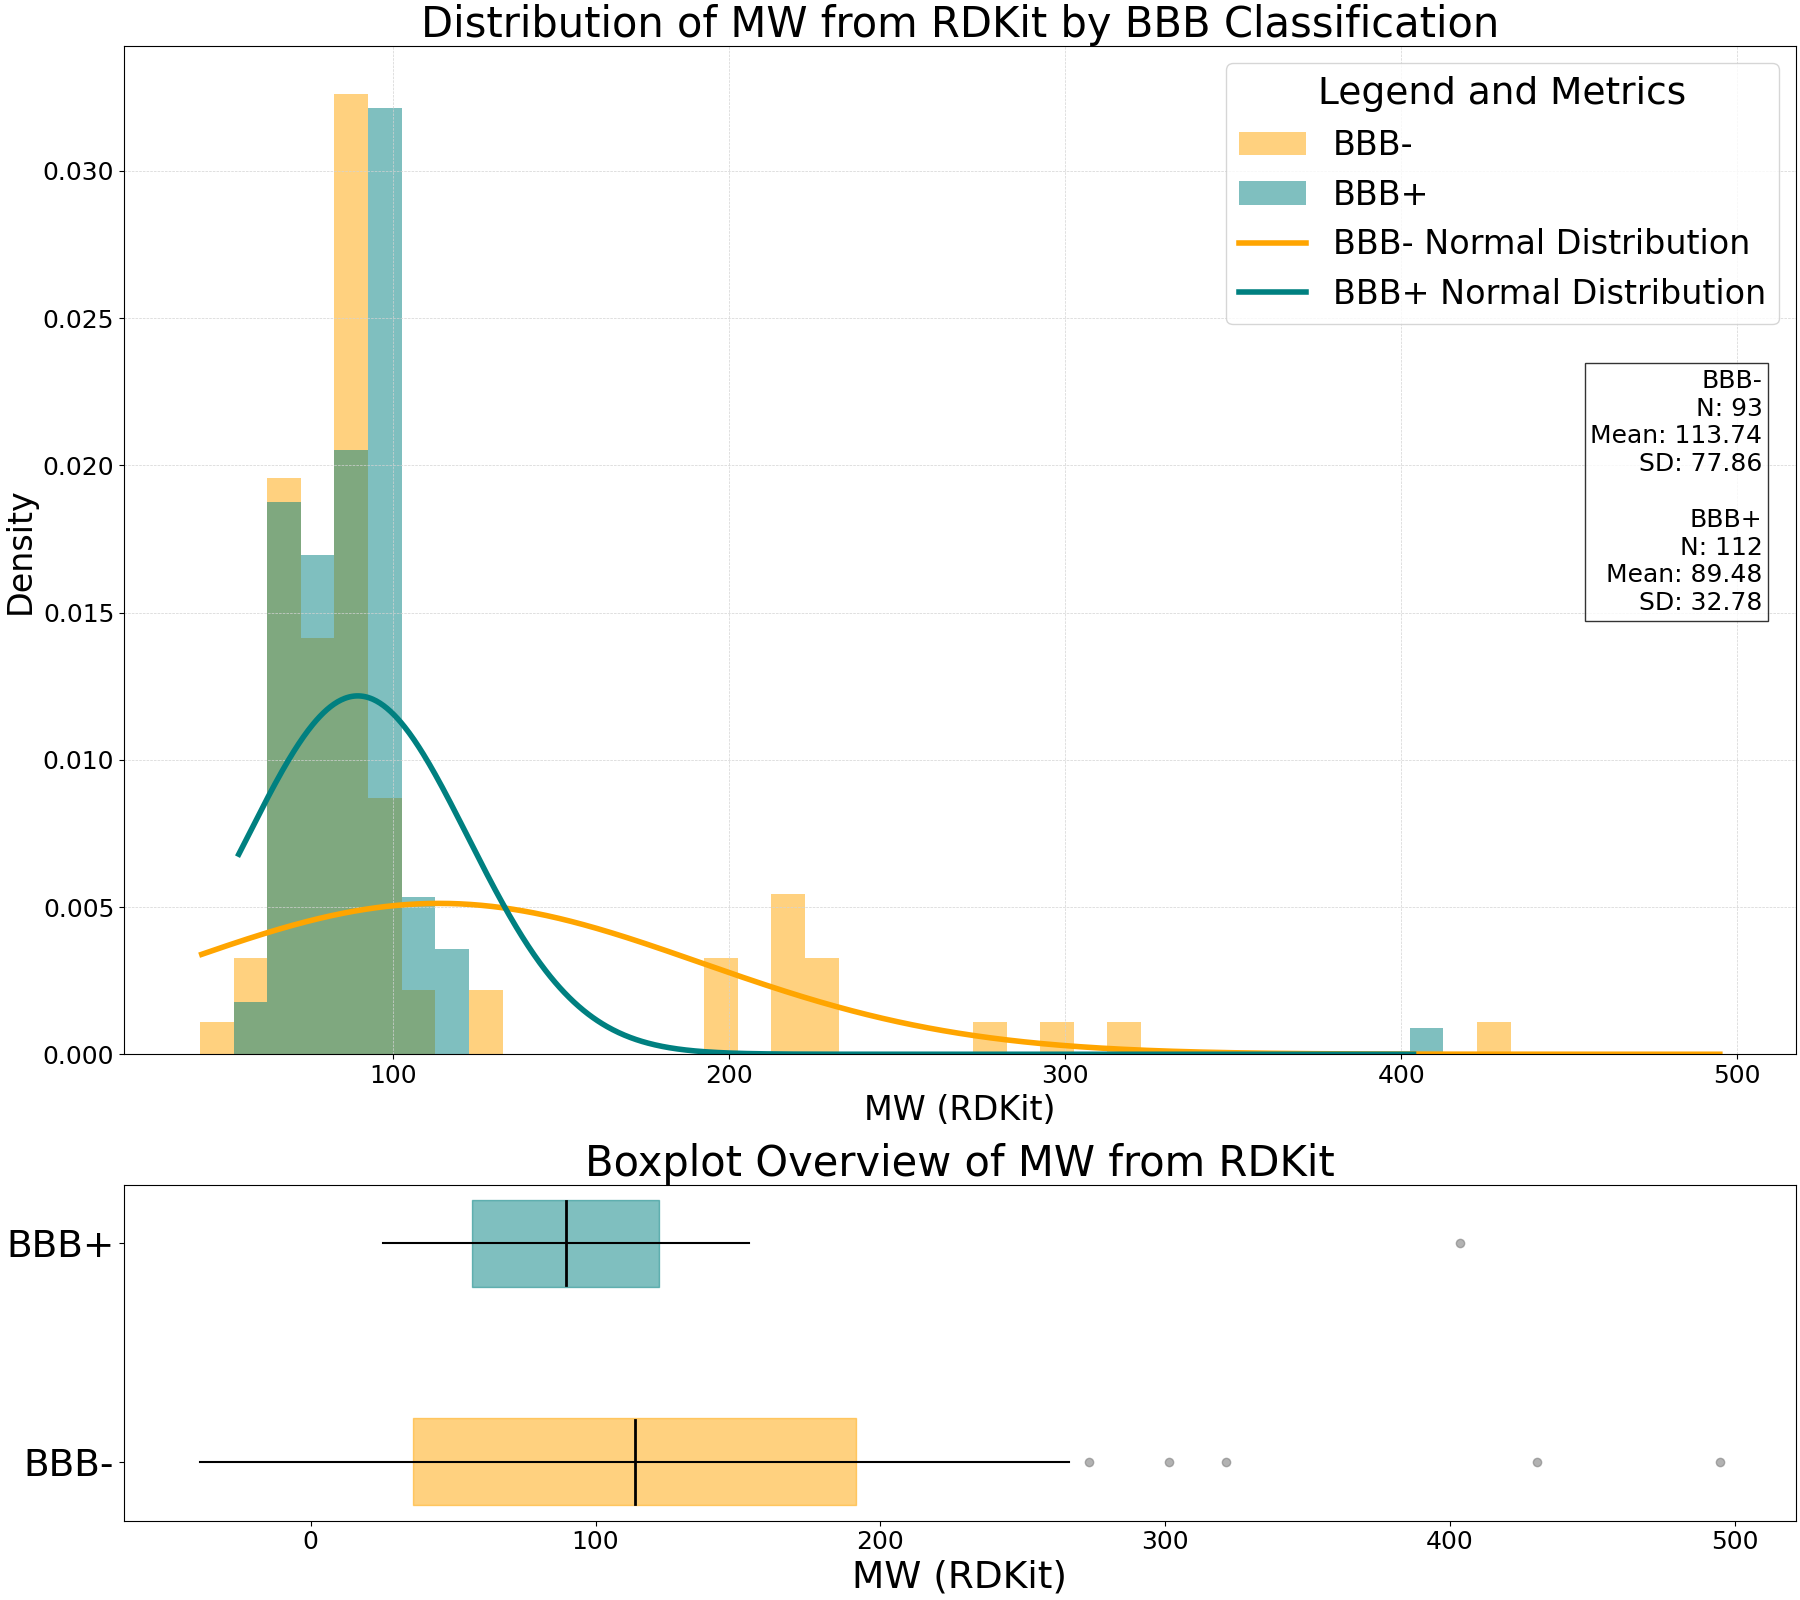 Distribution of MW from RDKit by BBB Classification
Legend and Metrics
BBB-
BBB+
BBB- Normal Distribution
BBB+ Normal Distribution
BBB-
N: 93
Mean: 113.74
SD: 77.86
BBB+
N: 112
Mean: 89.48
SD: 32.78
Density
0.030
0.025
0.020
0.015
0.010
0.005
0.000
100 200 300 400 500
MW (RDKit)
Boxplot Overview of MW from RDKit
BBB+
BBB-
0 100 200 300 400 500
MW (RDKit)